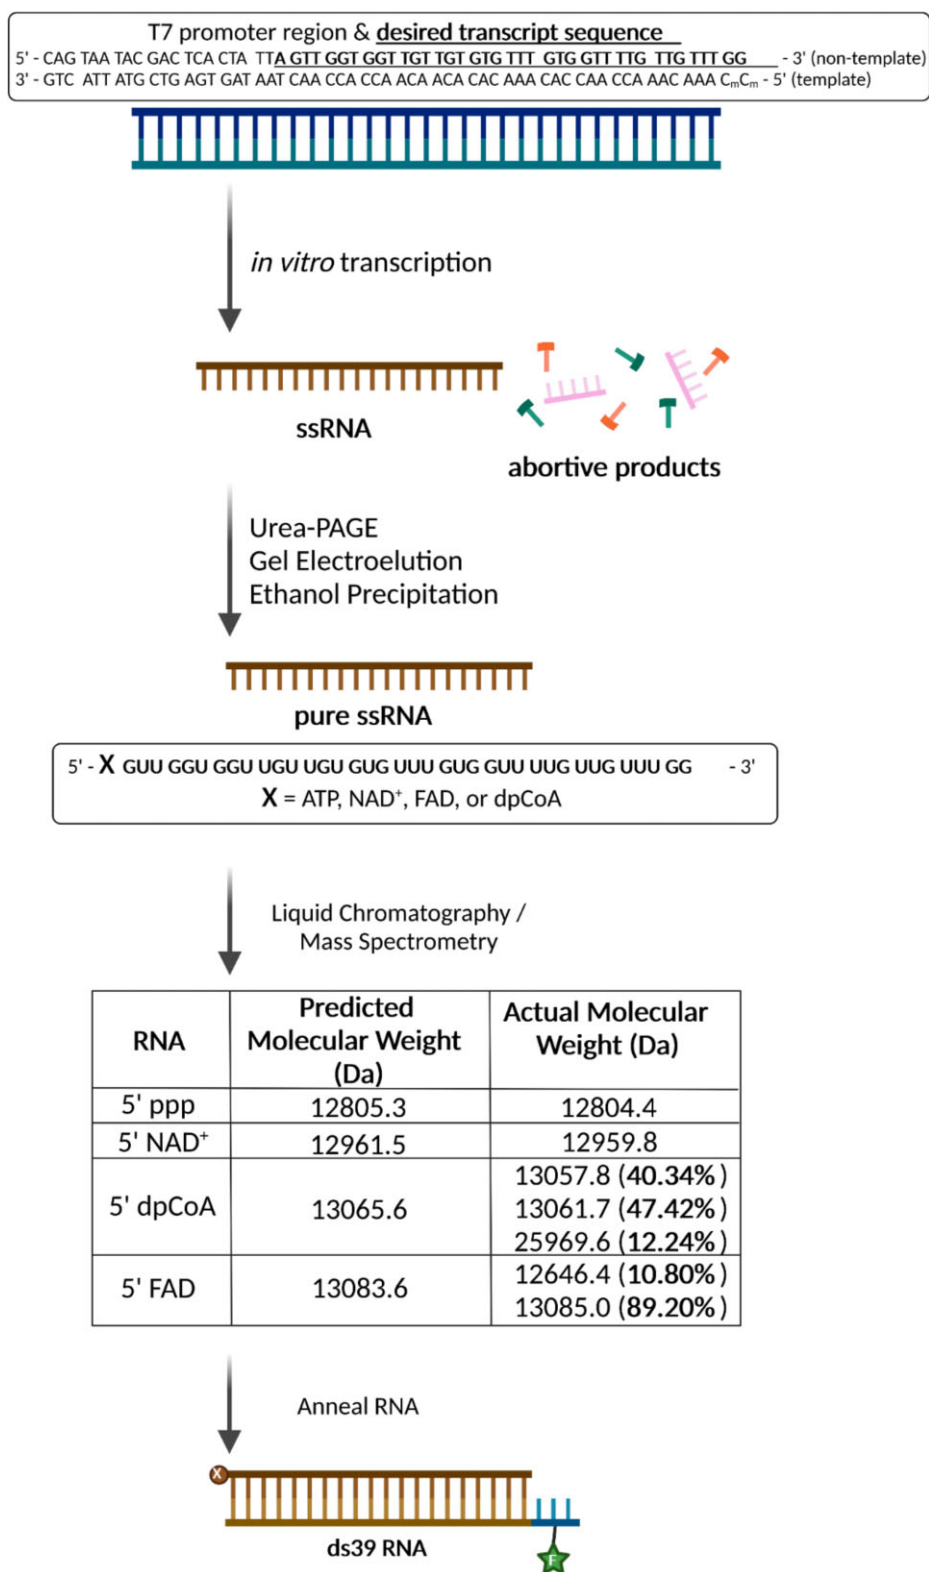 T7 promoter region & desired transcript sequence
5' - CAG TAA TAC GAC TCA CTA TTA GTT GGT GGT TGT TGT GTG TTT GTG GTT TTG TTG TTT GG - 3' (non-template)
3' - GTC ATT ATG CTG AGT GAT AAT CAA CCA CCA ACA ACA CAC AAA CAC CAA CCA AAC AAA CmCm - 5' (template)
in vitro transcription
ssRNA
abortive products
Urea-PAGE
Gel Electroelution
Ethanol Precipitation
pure ssRNA
5' - X GUU GGU GGU UGU UGU GUG UUU GUG GUU UUG UUG UUU GG - 3'
X = ATP, NAD⁺, FAD, or dpCoA
Liquid Chromatography /
Mass Spectrometry
RNA Predicted Molecular Weight (Da) Actual Molecular Weight (Da)
5' ppp 12805.3 12804.4
5' NAD⁺ 12961.5 12959.8
5' dpCoA 13065.6 13057.8 (40.34%)
13061.7 (47.42%)
25969.6 (12.24%)
5' FAD 13083.6 12646.4 (10.80%)
13085.0 (89.20%)
Anneal RNA
X
ds39 RNA
F